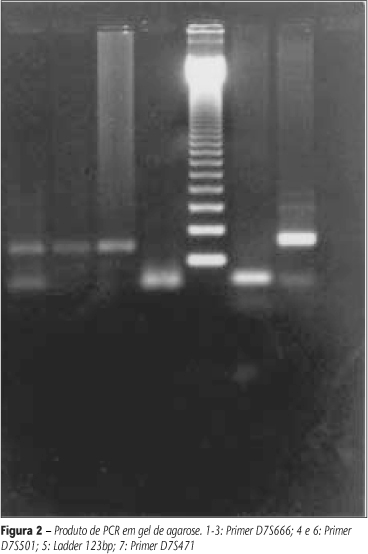 Figura 2 – Produto de PCR em gel de agarose. 1-3: Primer D7S666; 4 e 6: Primer
D7S501; 5: Ladder 123bp; 7: Primer D7S471